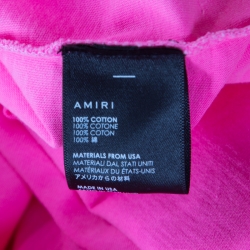 AMIRI
100% COTTON
100% COTONE
100% COTON
100% 綿
MATERIALS FROM USA
MATERIALI DAL STATI UNITI
MATÉRIAUX DU ÉTATS-UNIS
アメリカからの材料
MADE IN USA